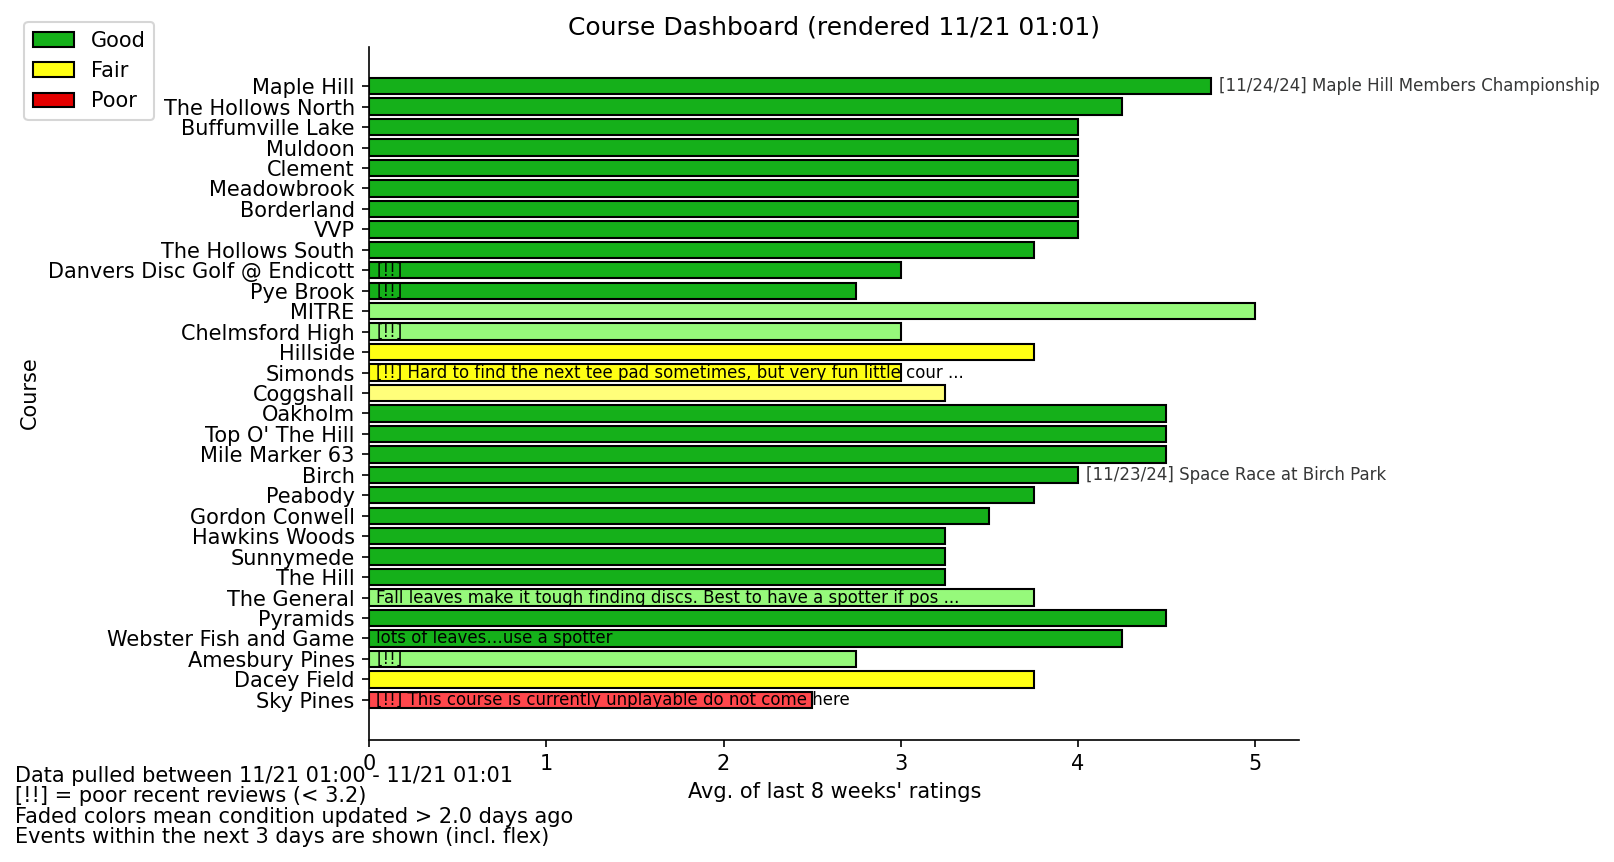 Course Dashboard (rendered 11/21 01:01)
Good
Fair
Poor
Maple Hill [11/24/24] Maple Hill Members Championship
The Hollows North
Buffumville Lake
Muldoon
Clement
Meadowbrook
Borderland
VVP
The Hollows South
Danvers Disc Golf @ Endicott [!!]
Pye Brook [!!]
MITRE
Chelmsford High [!!]
Hillside
Simonds [!!] Hard to find the next tee pad sometimes, but very fun little cour ...
Coggshall
Oakholm
Top O' The Hill
Mile Marker 63
Birch [11/23/24] Space Race at Birch Park
Peabody
Gordon Conwell
Hawkins Woods
Sunnymede
The Hill
The General Fall leaves make it tough finding discs. Best to have a spotter if pos ...
Pyramids
Webster Fish and Game lots of leaves...use a spotter
Amesbury Pines [!!]
Dacey Field
Sky Pines [!!] This course is currently unplayable do not come here
Course
0 1 2 3 4 5
Avg. of last 8 weeks' ratings
Data pulled between 11/21 01:00 - 11/21 01:01
[!!] = poor recent reviews (< 3.2)
Faded colors mean condition updated > 2.0 days ago
Events within the next 3 days are shown (incl. flex)